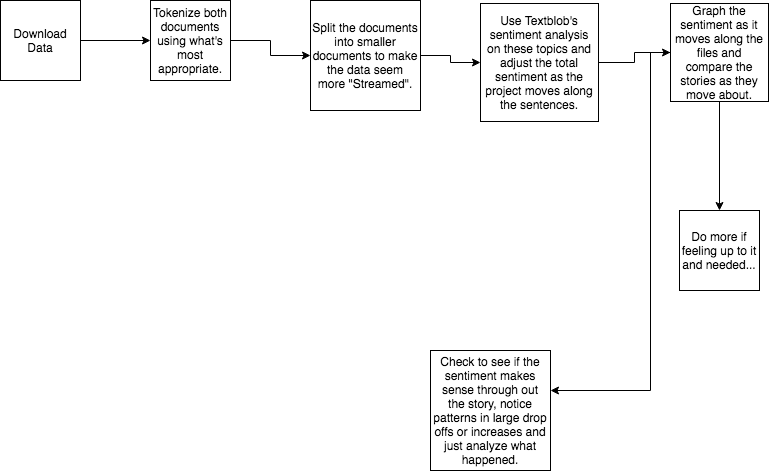 Download
Data
Tokenize both
documents
using what's
most
appropriate.
Split the documents
into smaller
documents to make
the data seem
more "Streamed".
Use Textblob's
sentiment analysis
on these topics and
adjust the total
sentiment as the
project moves along
the sentences.
Graph the
sentiment as it
moves along the
files and
compare the
stories as they
move about.
Do more if
feeling up to it
and needed...
Check to see if the
sentiment makes
sense through out
the story, notice
patterns in large drop
offs or increases and
just analyze what
happened.